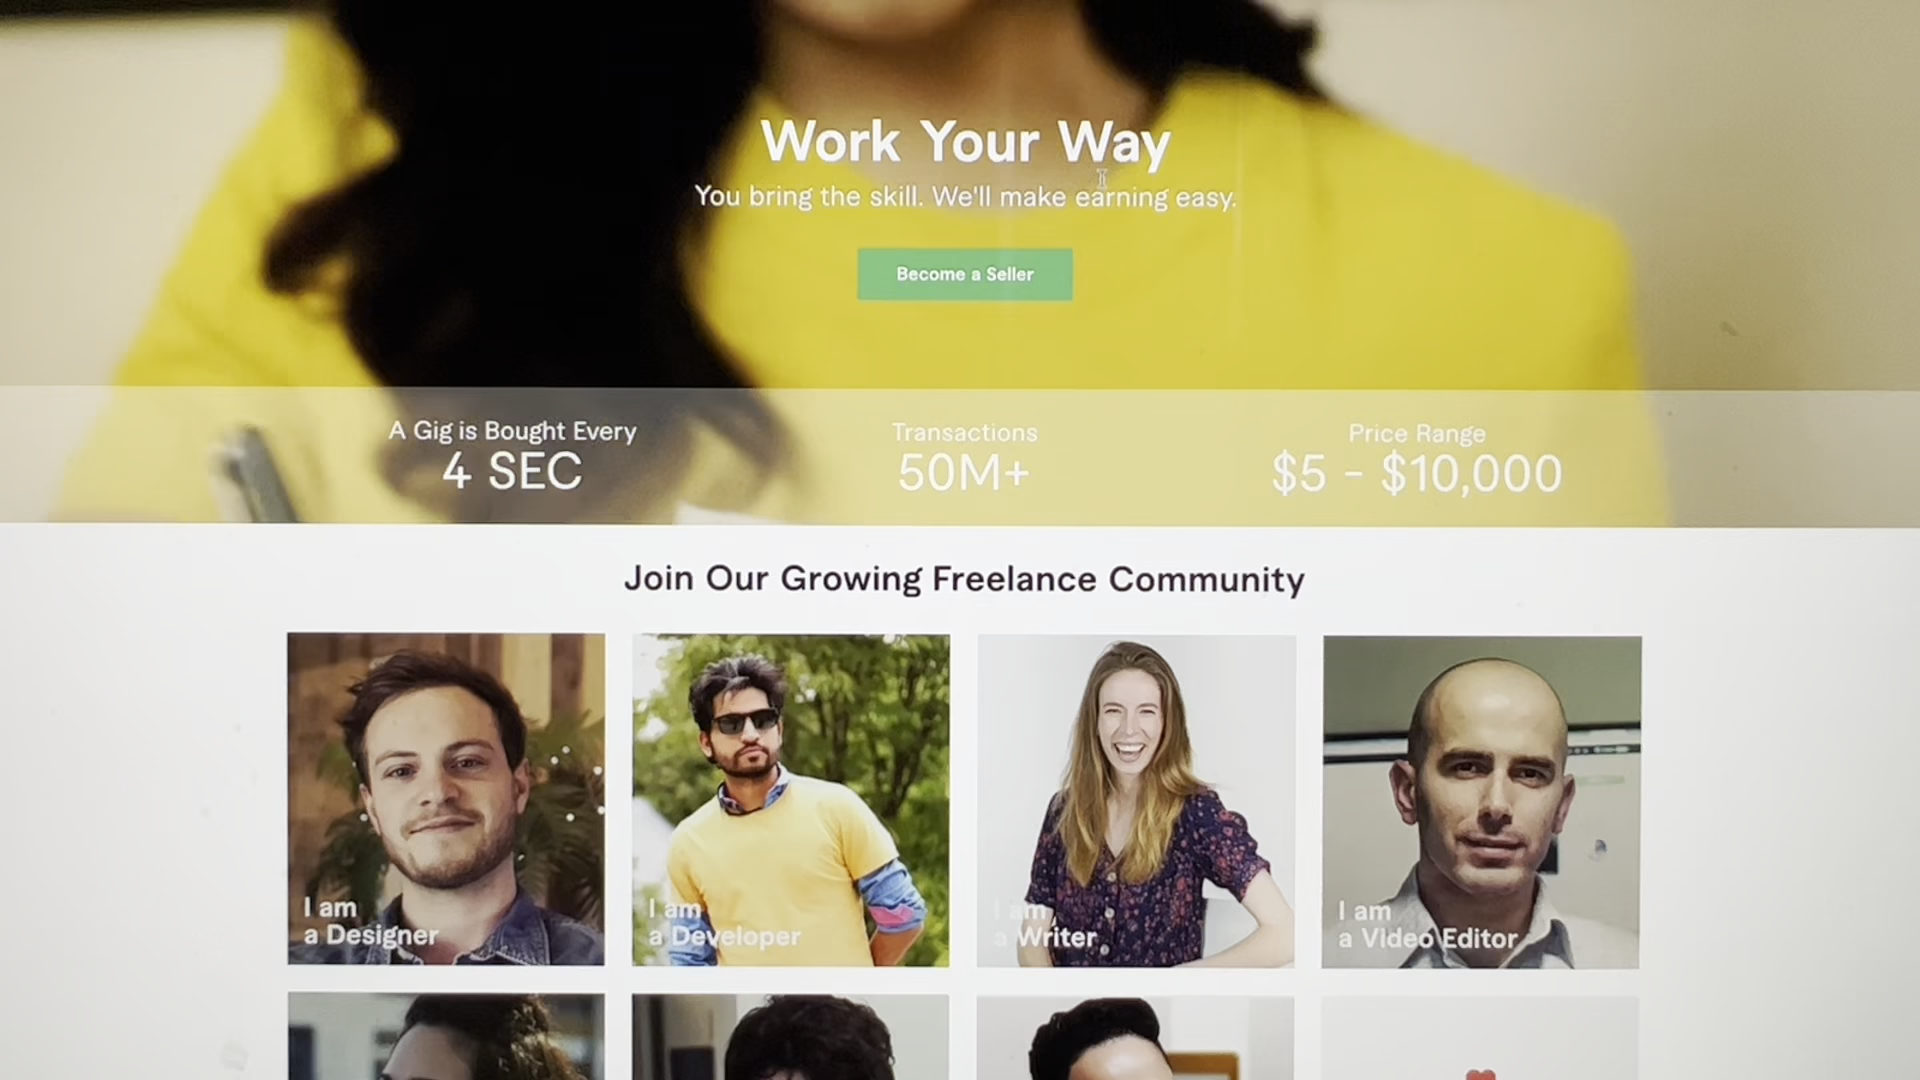 Work Your Way
You bring the skill. We'll make earning easy.
Become a Seller
A Gig is Bought Every
4 SEC
Transactions
50M+
Price Range
$5 - $10,000
Join Our Growing Freelance Community
I am
a Designer
I am
a Developer
I am
a Writer
I am
a Video Editor